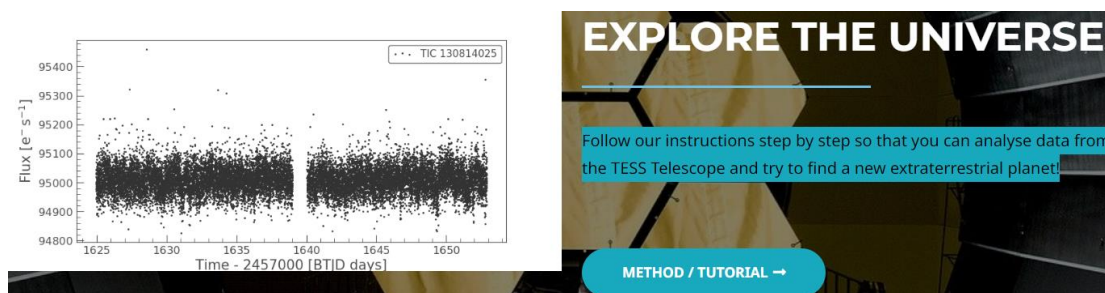 TIC 130814025
95400
95300
95200
95100
95000
94900
94800
Flux [e⁻ s⁻¹]
1625 1630 1635 1640 1645 1650
Time - 2457000 [BTJD days]
EXPLORE THE UNIVERSE
Follow our instructions step by step so that you can analyse data from
the TESS Telescope and try to find a new extraterrestrial planet!
METHOD / TUTORIAL →